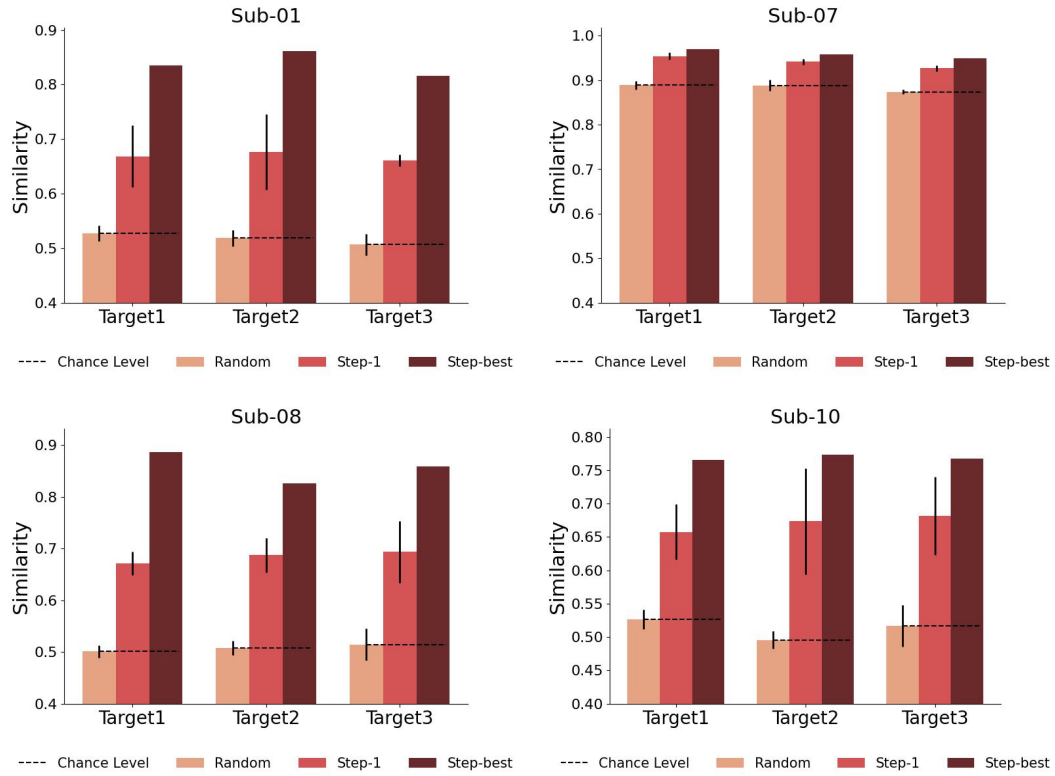 Sub-01
Similarity
0.9
0.8
0.7
0.6
0.5
0.4
Target1 Target2 Target3
Chance Level Random Step-1 Step-best
Sub-07
Similarity
1.0
0.9
0.8
0.7
0.6
0.5
0.4
Target1 Target2 Target3
Chance Level Random Step-1 Step-best
Sub-08
Similarity
0.9
0.8
0.7
0.6
0.5
0.4
Target1 Target2 Target3
Chance Level Random Step-1 Step-best
Sub-10
Similarity
0.80
0.75
0.70
0.65
0.60
0.55
0.50
0.45
0.40
Target1 Target2 Target3
Chance Level Random Step-1 Step-best